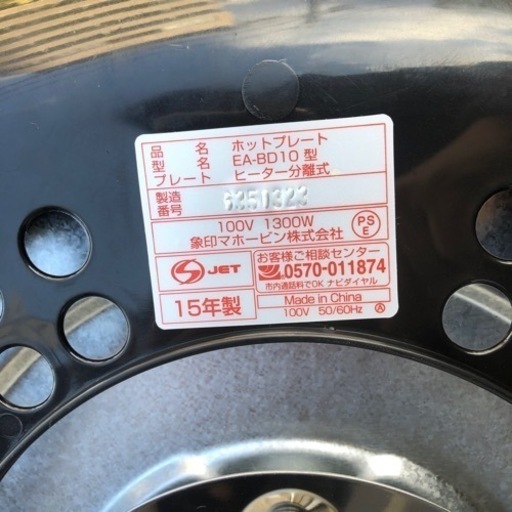 品名 ホットプレート
型名 EA-BD10 型
プレート ヒーター分離式
製造番号
100V 1300W
象印マホービン株式会社
PS
E
JET
お客様ご相談センター
0570-011874
市内通話料でOK ナビダイヤル
15年製
Made in China
100V 50/60Hz Ⓐ